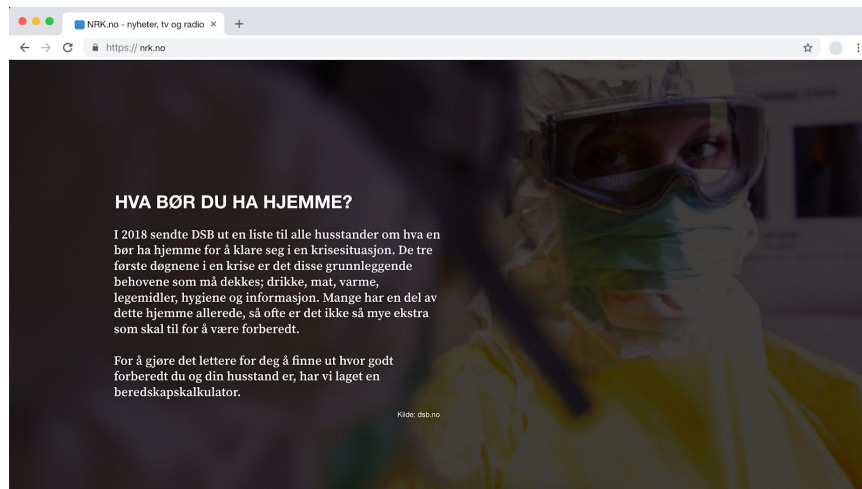 NRK.no - nyheter, tv og radio
https:// nrk.no
HVA BØR DU HA HJEMME?
I 2018 sendte DSB ut en liste til alle husstander om hva en
bør ha hjemme for å klare seg i en krisesituasjon. De tre
første døgnene i en krise er det disse grunnleggende
behovene som må dekkes; drikke, mat, varme,
legemidler, hygiene og informasjon. Mange har en del av
dette hjemme allerede, så ofte er det ikke så mye ekstra
som skal til for å være forberedt.
For å gjøre det lettere for deg å finne ut hvor godt
forberedt du og din husstand er, har vi laget en
beredskapskalkulator.
Kilde: dsb.no